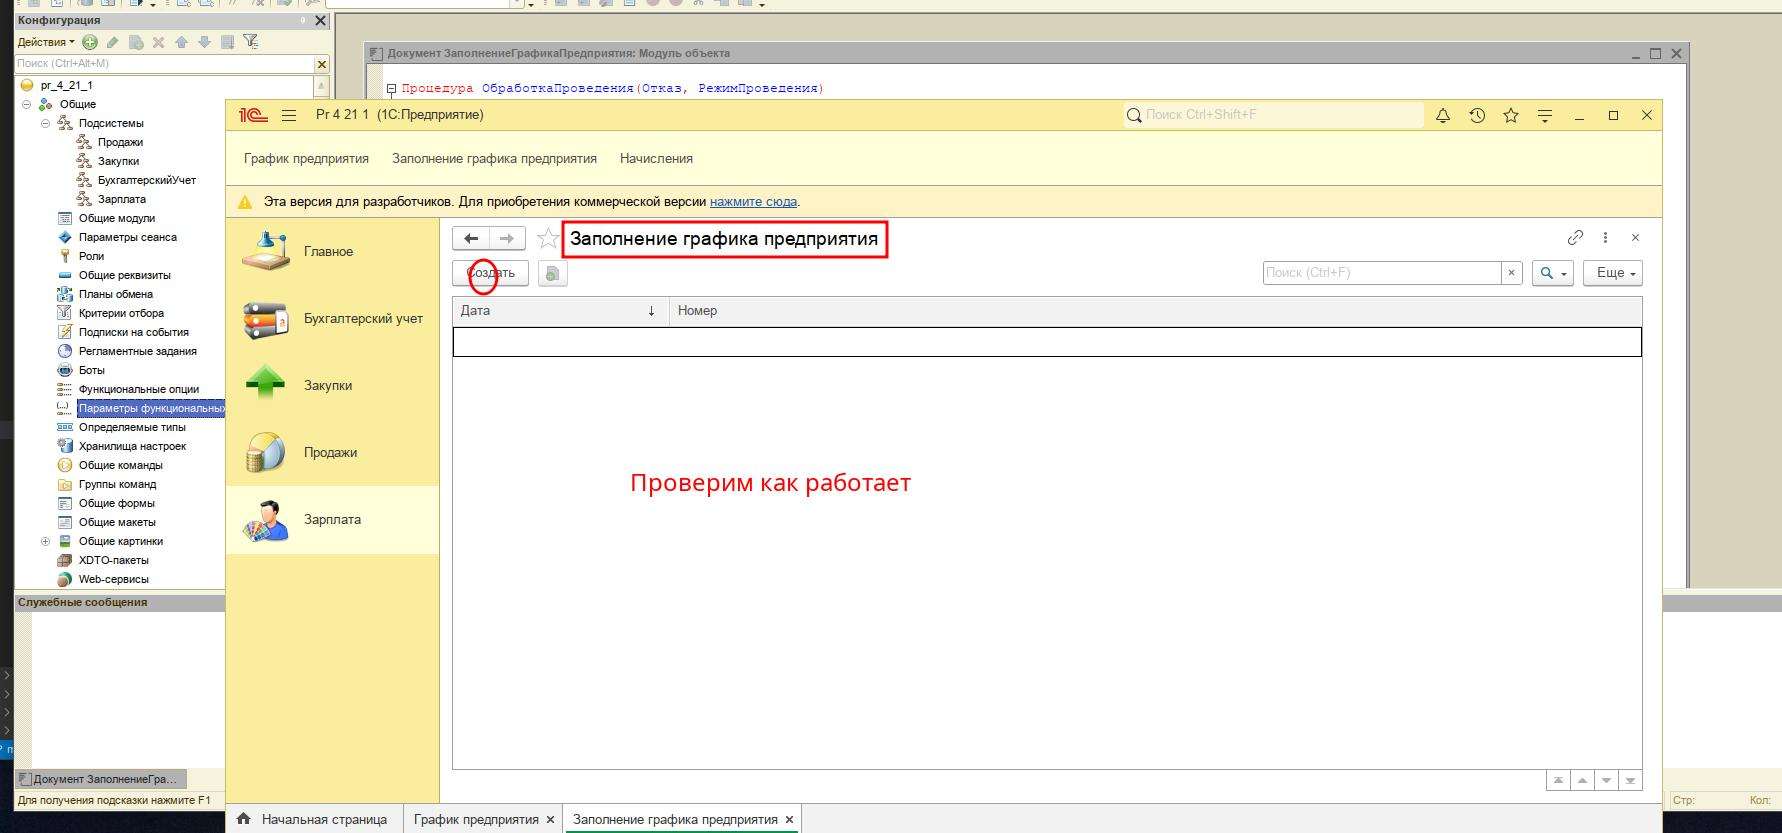 Конфигурация
Действия
Поиск (Ctrl+Alt+M)
pr_4_21_1
Общие
Подсистемы
Продажи
Закупки
БухгалтерскийУчет
Зарплата
Общие модули
Параметры сеанса
Роли
Общие реквизиты
Планы обмена
Критерии отбора
Подписки на события
Регламентные задания
Боты
Функциональные опции
Параметры функциональных
Определяемые типы
Хранилища настроек
Общие команды
Группы команд
Общие формы
Общие макеты
Общие картинки
XDTO-пакеты
Web-сервисы
Служебные сообщения
Документ ЗаполнениеГра...
Для получения подсказки нажмите F1
Документ ЗаполнениеГрафикаПредприятия: Модуль объекта
Процедура ОбработкаПроведения(Отказ, РежимПроведения)
1С Pr 4 21 1 (1С:Предприятие)
Поиск Ctrl+Shift+F
График предприятия Заполнение графика предприятия Начисления
Эта версия для разработчиков. Для приобретения коммерческой версии нажмите сюда.
Главное
Бухгалтерский учет
Закупки
Продажи
Зарплата
Заполнение графика предприятия
Создать
Поиск (Ctrl+F)
Еще
Дата Номер
Проверим как работает
Начальная страница График предприятия Заполнение графика предприятия
Стр: Кол: